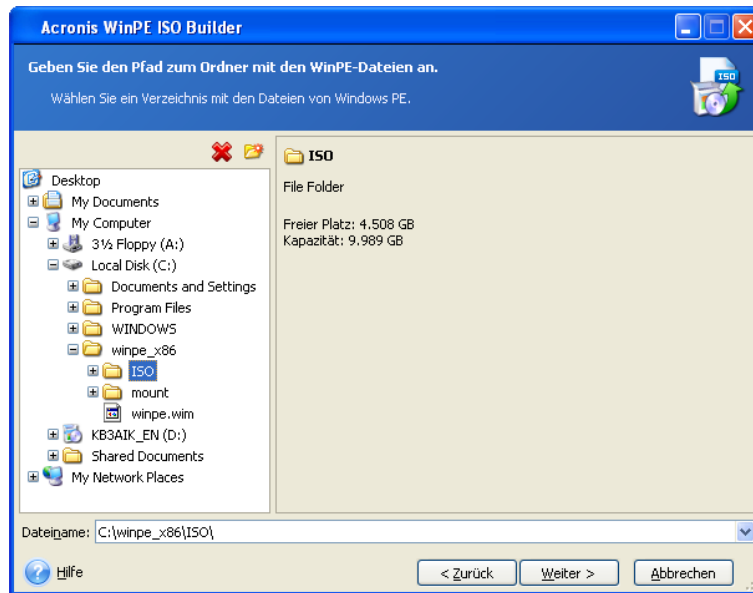 Acronis WinPE ISO Builder
Geben Sie den Pfad zum Ordner mit den WinPE-Dateien an.
Wählen Sie ein Verzeichnis mit den Dateien von Windows PE.
ISO
Desktop
My Documents
My Computer
3½ Floppy (A:)
Local Disk (C:)
Documents and Settings
Program Files
WINDOWS
winpe_x86
ISO
mount
winpe.wim
KB3AIK_EN (D:)
Shared Documents
My Network Places
ISO
File Folder
Freier Platz: 4.508 GB
Kapazität: 9.989 GB
Dateiname: C:\winpe_x86\ISO\
Hilfe
< Zurück
Weiter >
Abbrechen